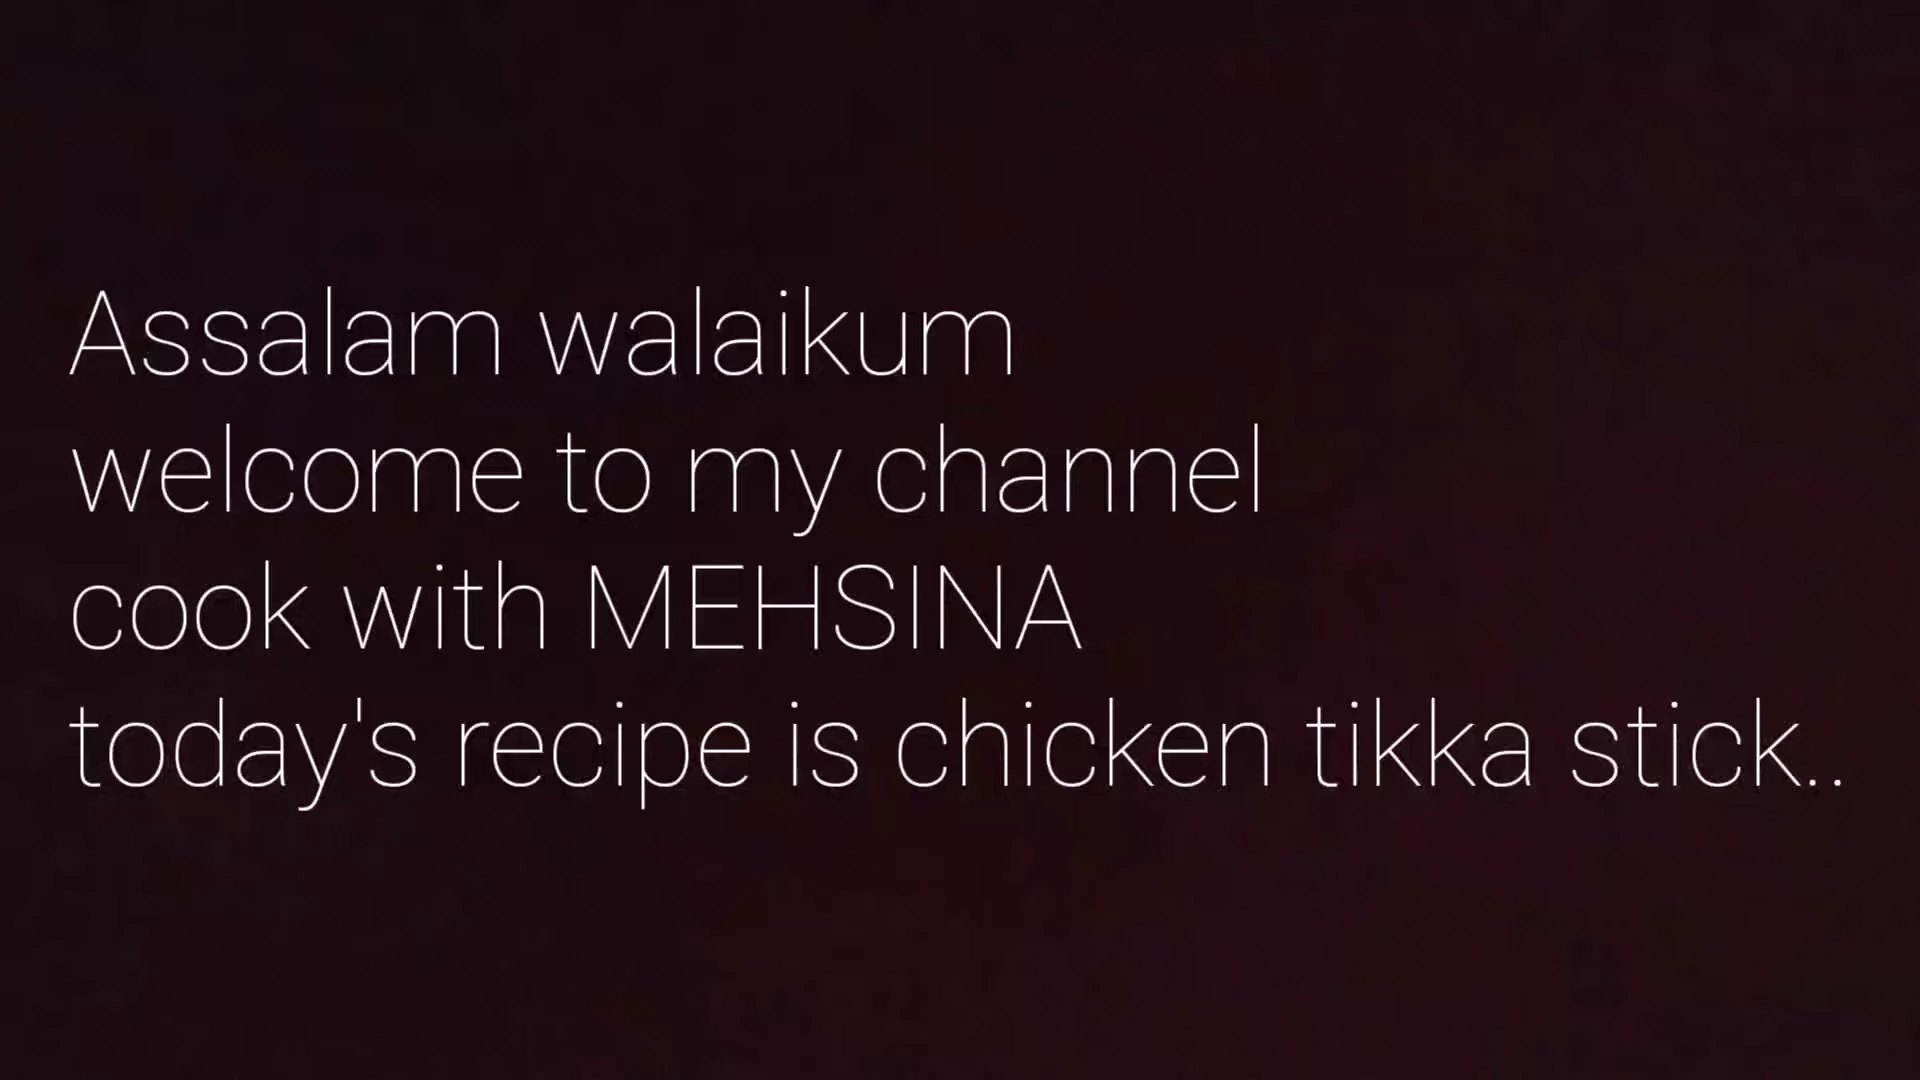 Assalam walaikum
welcome to my channel
cook with MEHSINA
today's recipe is chicken tikka stick..